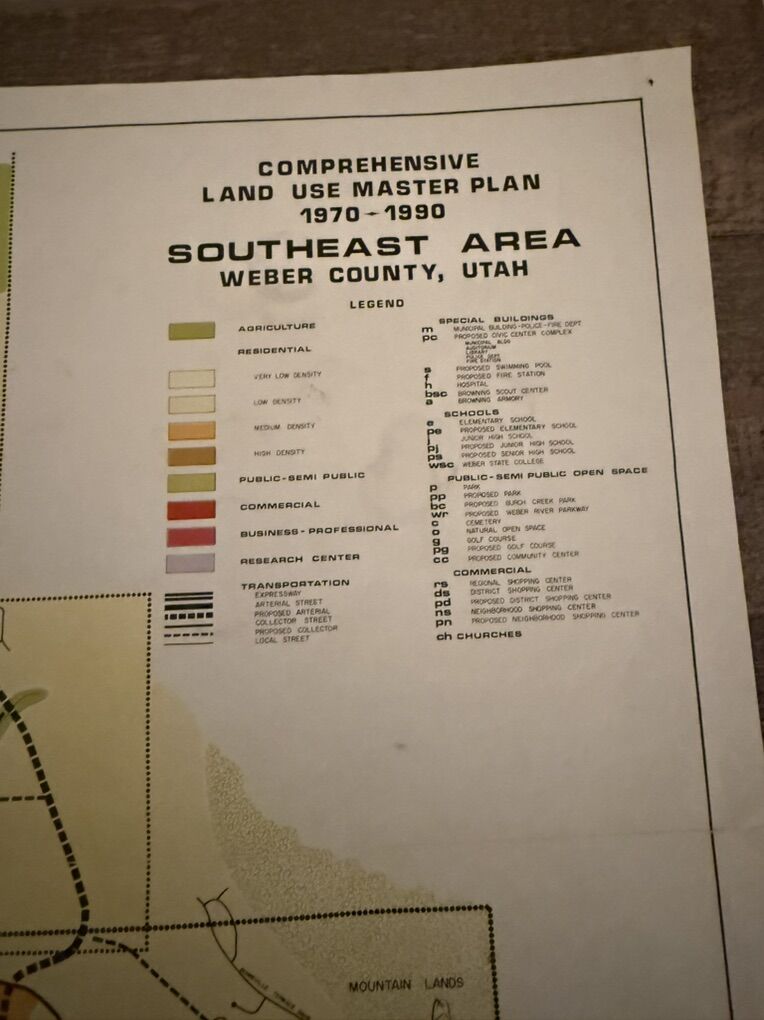 COMPREHENSIVE
LAND USE MASTER PLAN
1970-1990
SOUTHEAST AREA
WEBER COUNTY, UTAH
LEGEND
AGRICULTURE
RESIDENTIAL
VERY LOW DENSITY
LOW DENSITY
MEDIUM DENSITY
HIGH DENSITY
PUBLIC-SEMI PUBLIC
COMMERCIAL
BUSINESS-PROFESSIONAL
RESEARCH CENTER
TRANSPORTATION
EXPRESSWAY
ARTERIAL STREET
PROPOSED ARTERIAL
COLLECTOR STREET
PROPOSED COLLECTOR
LOCAL STREET
SPECIAL BUILDINGS
m MUNICIPAL BUILDING-POLICE-FIRE DEPT
pc PROPOSED CIVIC CENTER COMPLEX
MUNICIPAL BLDG
AUDITORIUM
LIBRARY
POLICE DEPT
FIRE STATION
s PROPOSED SWIMMING POOL
f PROPOSED FIRE STATION
h HOSPITAL
bsc BROWNING SCOUT CENTER
a BROWNING ARMORY
SCHOOLS
e ELEMENTARY SCHOOL
pe PROPOSED ELEMENTARY SCHOOL
j JUNIOR HIGH SCHOOL
pj PROPOSED JUNIOR HIGH SCHOOL
ps PROPOSED SENIOR HIGH SCHOOL
wsc WEBER STATE COLLEGE
PUBLIC-SEMI PUBLIC OPEN SPACE
p PARK
pp PROPOSED PARK
bc PROPOSED BURCH CREEK PARK
wr PROPOSED WEBER RIVER PARKWAY
c CEMETERY
o NATURAL OPEN SPACE
g GOLF COURSE
pg PROPOSED GOLF COURSE
cc PROPOSED COMMUNITY CENTER
COMMERCIAL
rs REGIONAL SHOPPING CENTER
ds DISTRICT SHOPPING CENTER
pd PROPOSED DISTRICT SHOPPING CENTER
ns NEIGHBORHOOD SHOPPING CENTER
pn PROPOSED NEIGHBORHOOD SHOPPING CENTER
ch CHURCHES
MOUNTAIN LANDS